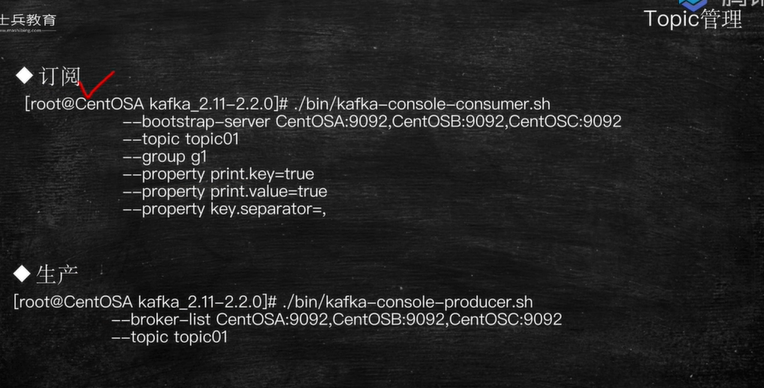 士兵教育
Topic管理
◆ 订阅
[root@CentOSA kafka_2.11-2.2.0]# ./bin/kafka-console-consumer.sh
--bootstrap-server CentOSA:9092,CentOSB:9092,CentOSC:9092
--topic topic01
--group g1
--property print.key=true
--property print.value=true
--property key.separator=,
◆ 生产
[root@CentOSA kafka_2.11-2.2.0]# ./bin/kafka-console-producer.sh
--broker-list CentOSA:9092,CentOSB:9092,CentOSC:9092
--topic topic01